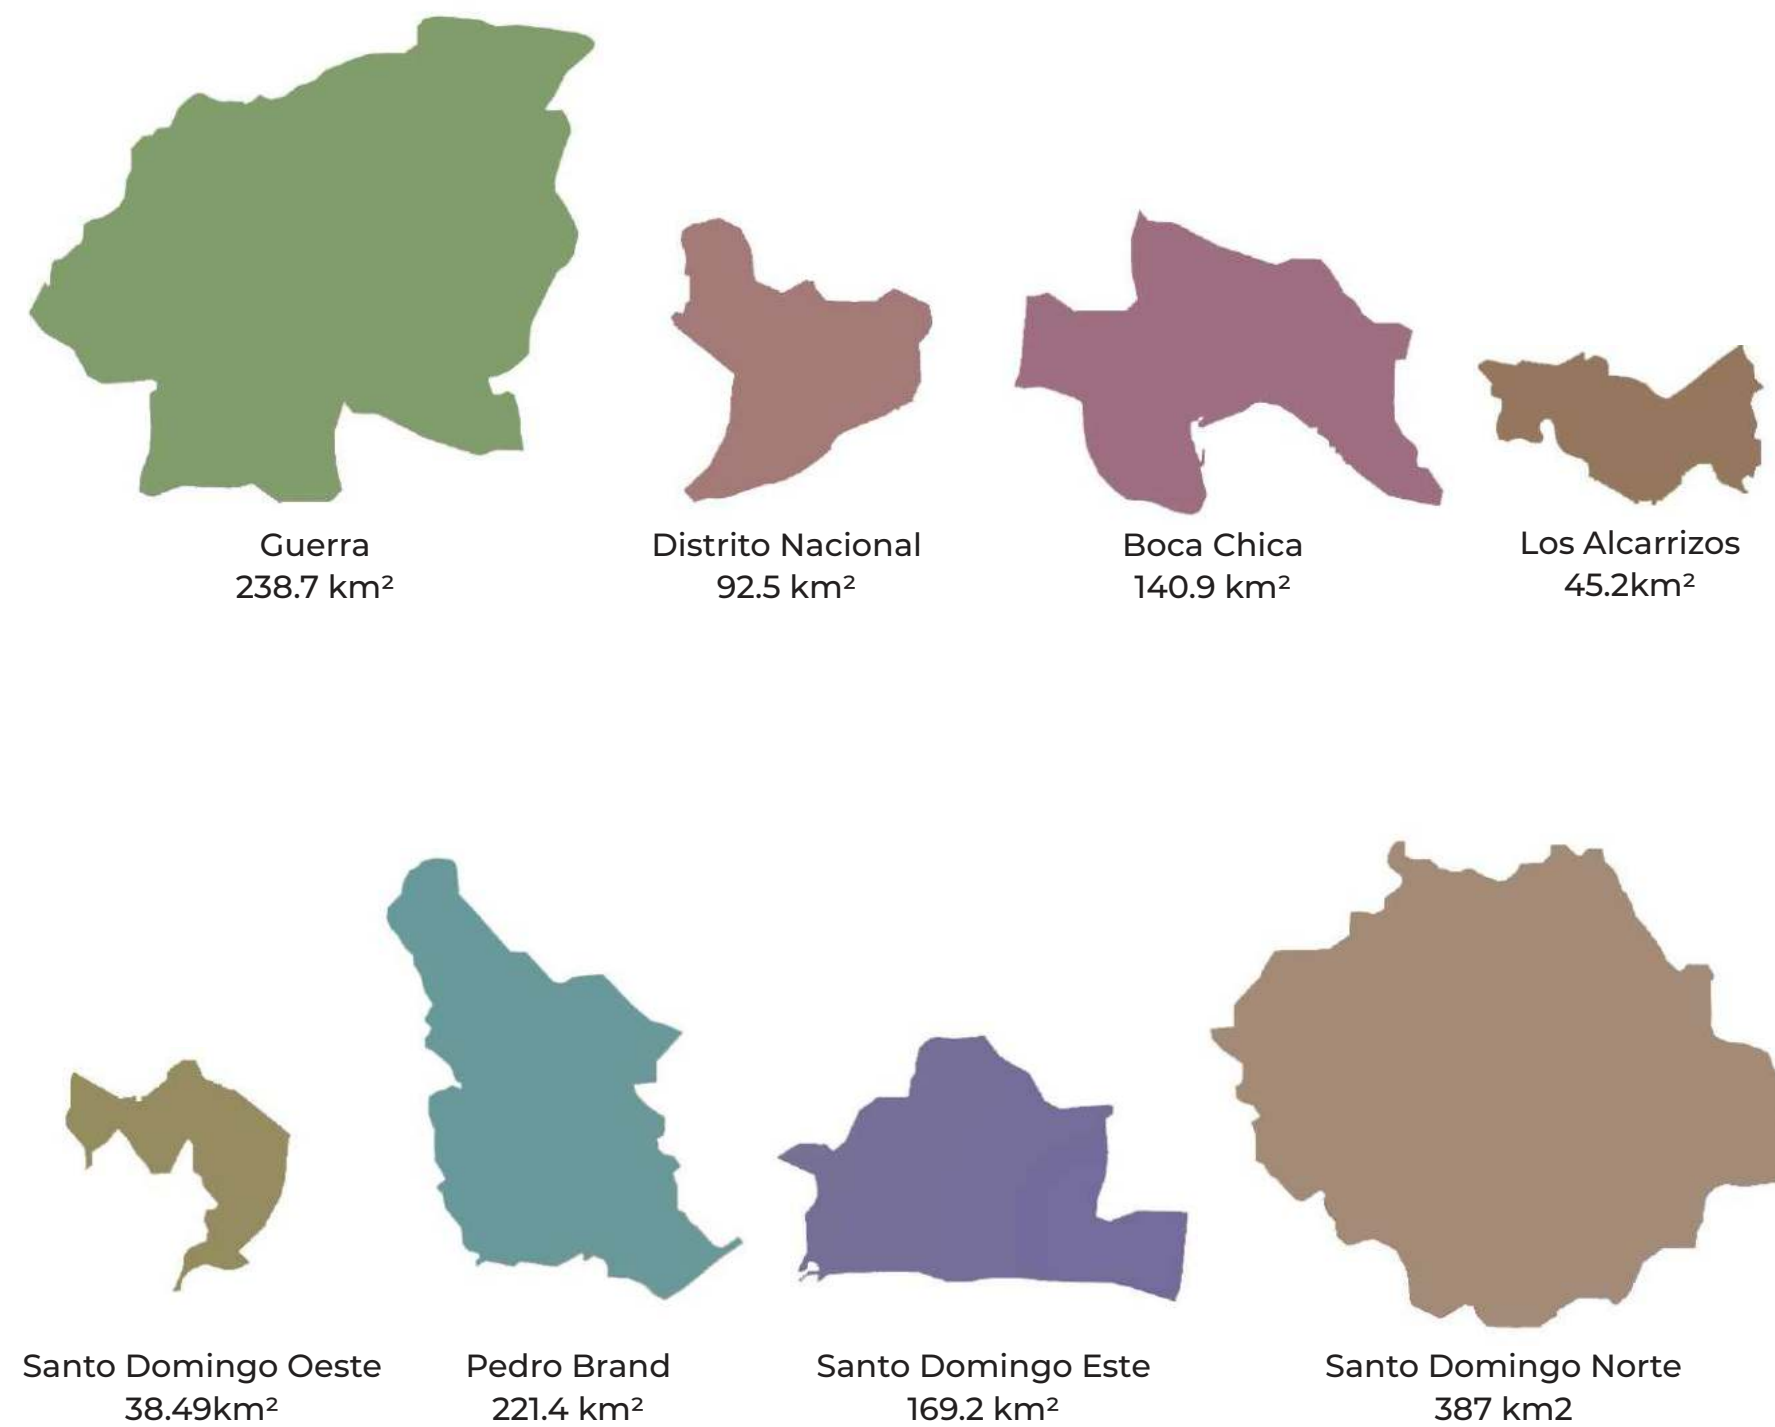 Guerra
238.7 km²
Distrito Nacional
92.5 km²
Boca Chica
140.9 km²
Los Alcarrizos
45.2km²
Santo Domingo Oeste
38.49km²
Pedro Brand
221.4 km²
Santo Domingo Este
169.2 km²
Santo Domingo Norte
387 km2